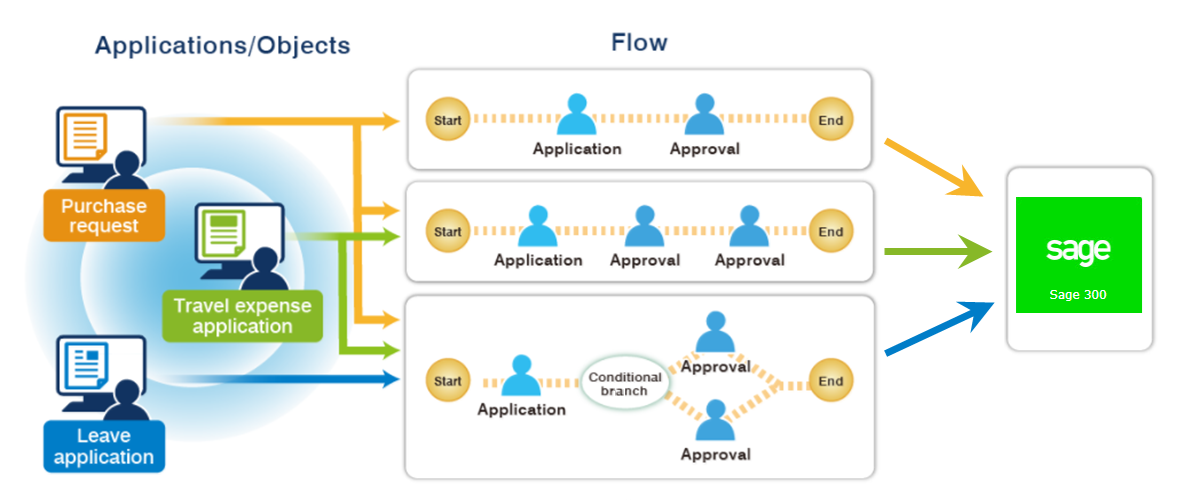 Applications/Objects
Flow
Purchase
request
Travel expense
application
Leave
application
Start
Application
Approval
End
Start
Application
Approval
Approval
End
Start
Application
Conditional
branch
Approval
Approval
End
sage
Sage 300